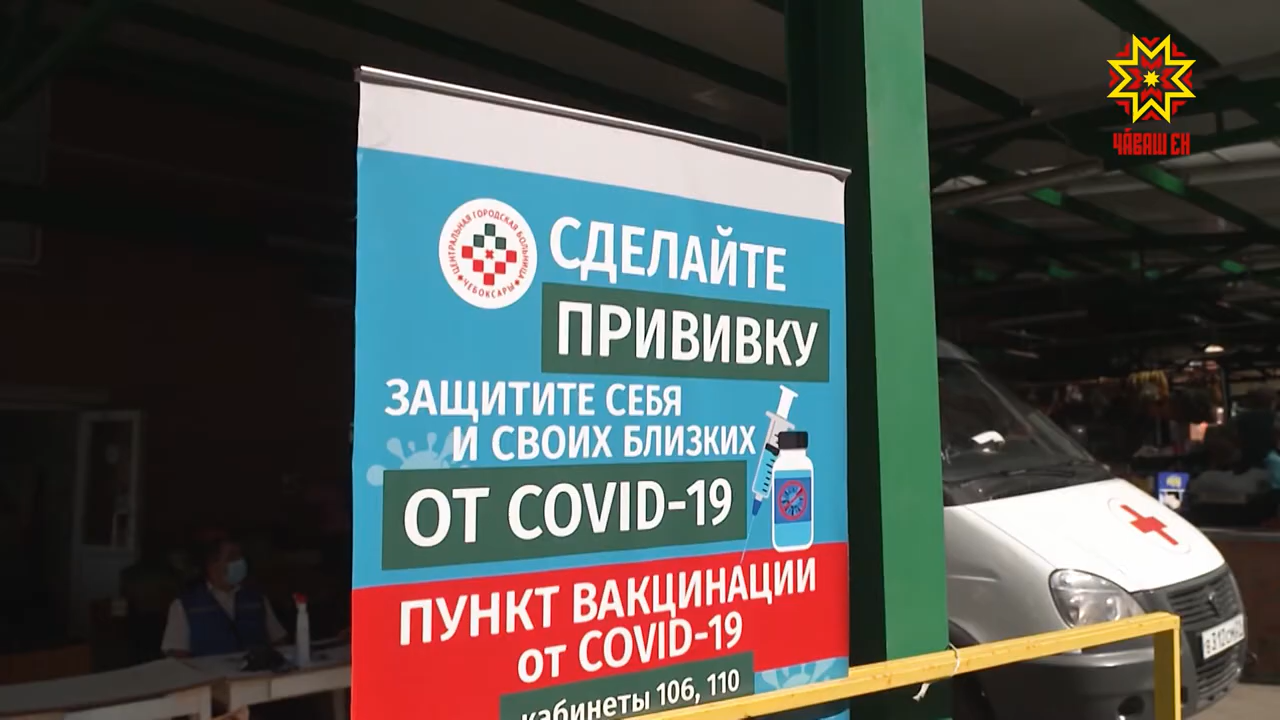 ЧӐВАШ ЕН
ЦЕНТРАЛЬНАЯ ГОРОДСКАЯ БОЛЬНИЦА
ЧЕБОКСАРЫ
СДЕЛАЙТЕ
ПРИВИВКУ
ЗАЩИТИТЕ СЕБЯ
И СВОИХ БЛИЗКИХ
ОТ COVID-19
ПУНКТ ВАКЦИНАЦИИ
от COVID-19
кабинеты 106, 110